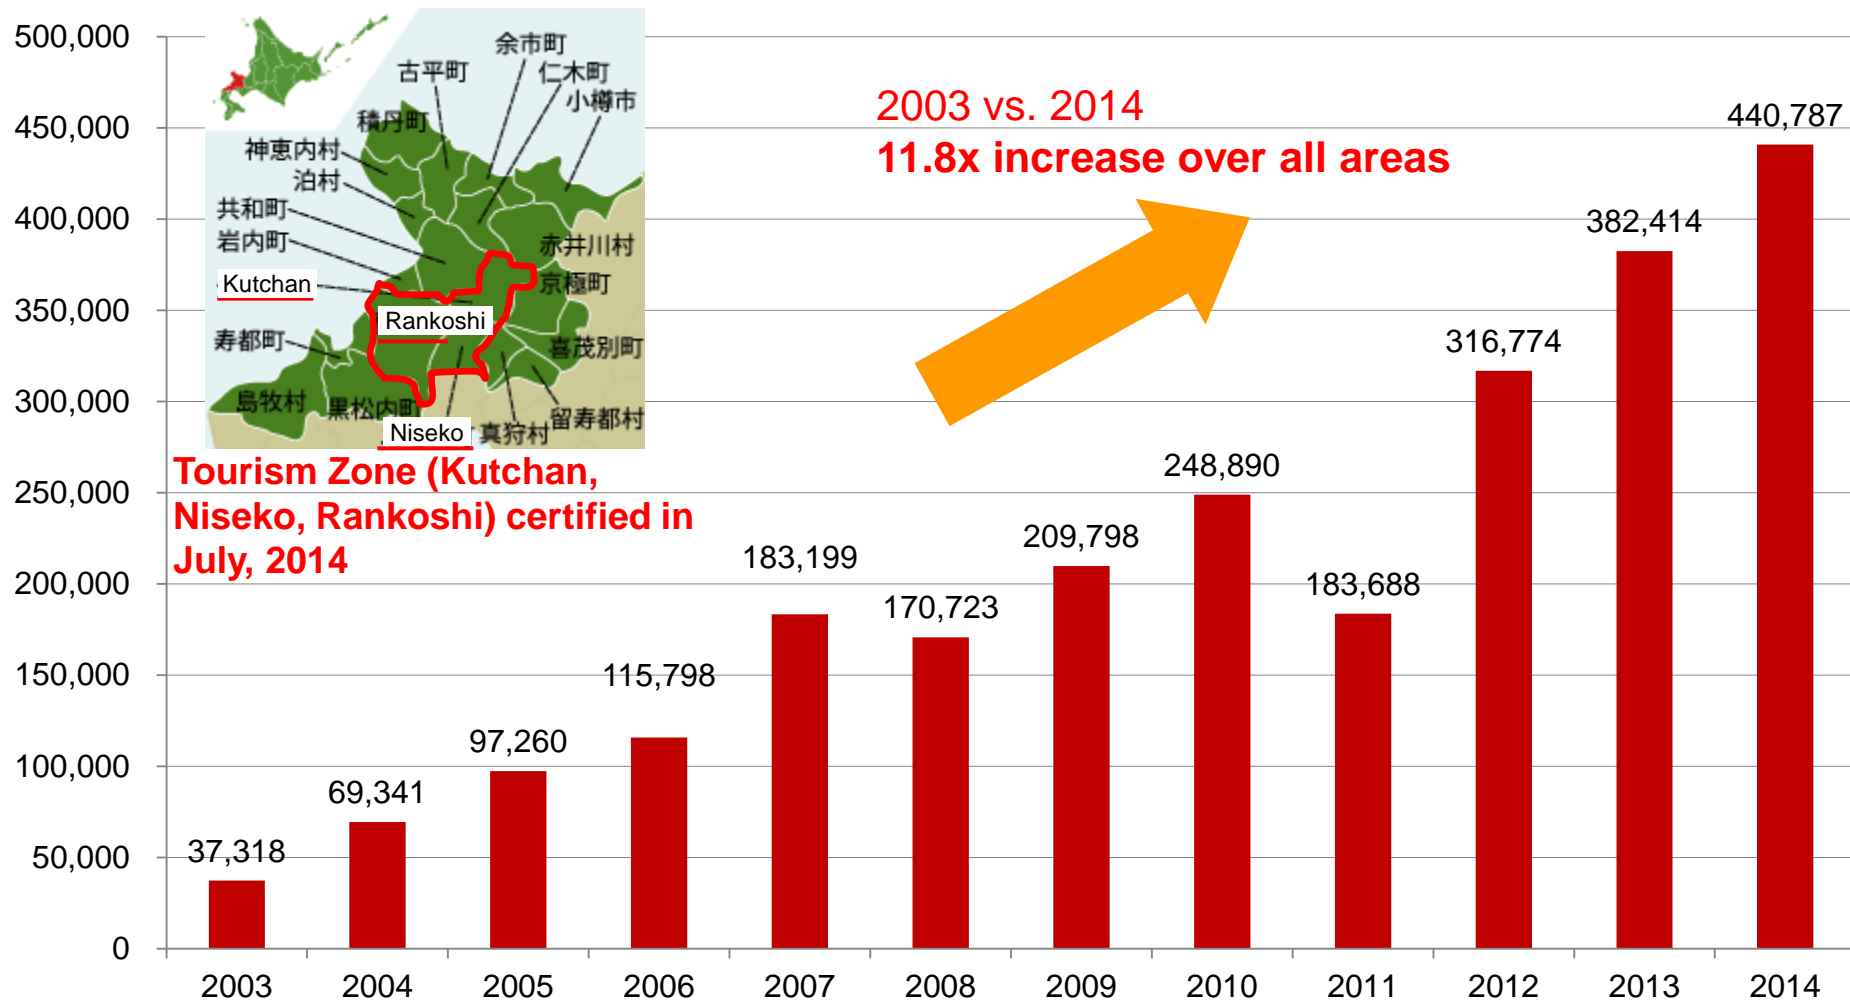 500,000
450,000
400,000
350,000
300,000
250,000
200,000
150,000
100,000
50,000
0
余市町
古平町
仁木町
小樽市
積丹町
神恵内村
泊村
共和町
岩内町
赤井川村
Kutchan
京極町
Rankoshi
寿都町
喜茂別町
島牧村
黒松内町
留寿都村
Niseko
真狩村
Tourism Zone (Kutchan,
Niseko, Rankoshi) certified in
July, 2014
2003 vs. 2014
11.8x increase over all areas
37,318
69,341
97,260
115,798
183,199
170,723
209,798
248,890
183,688
316,774
382,414
440,787
2003
2004
2005
2006
2007
2008
2009
2010
2011
2012
2013
2014